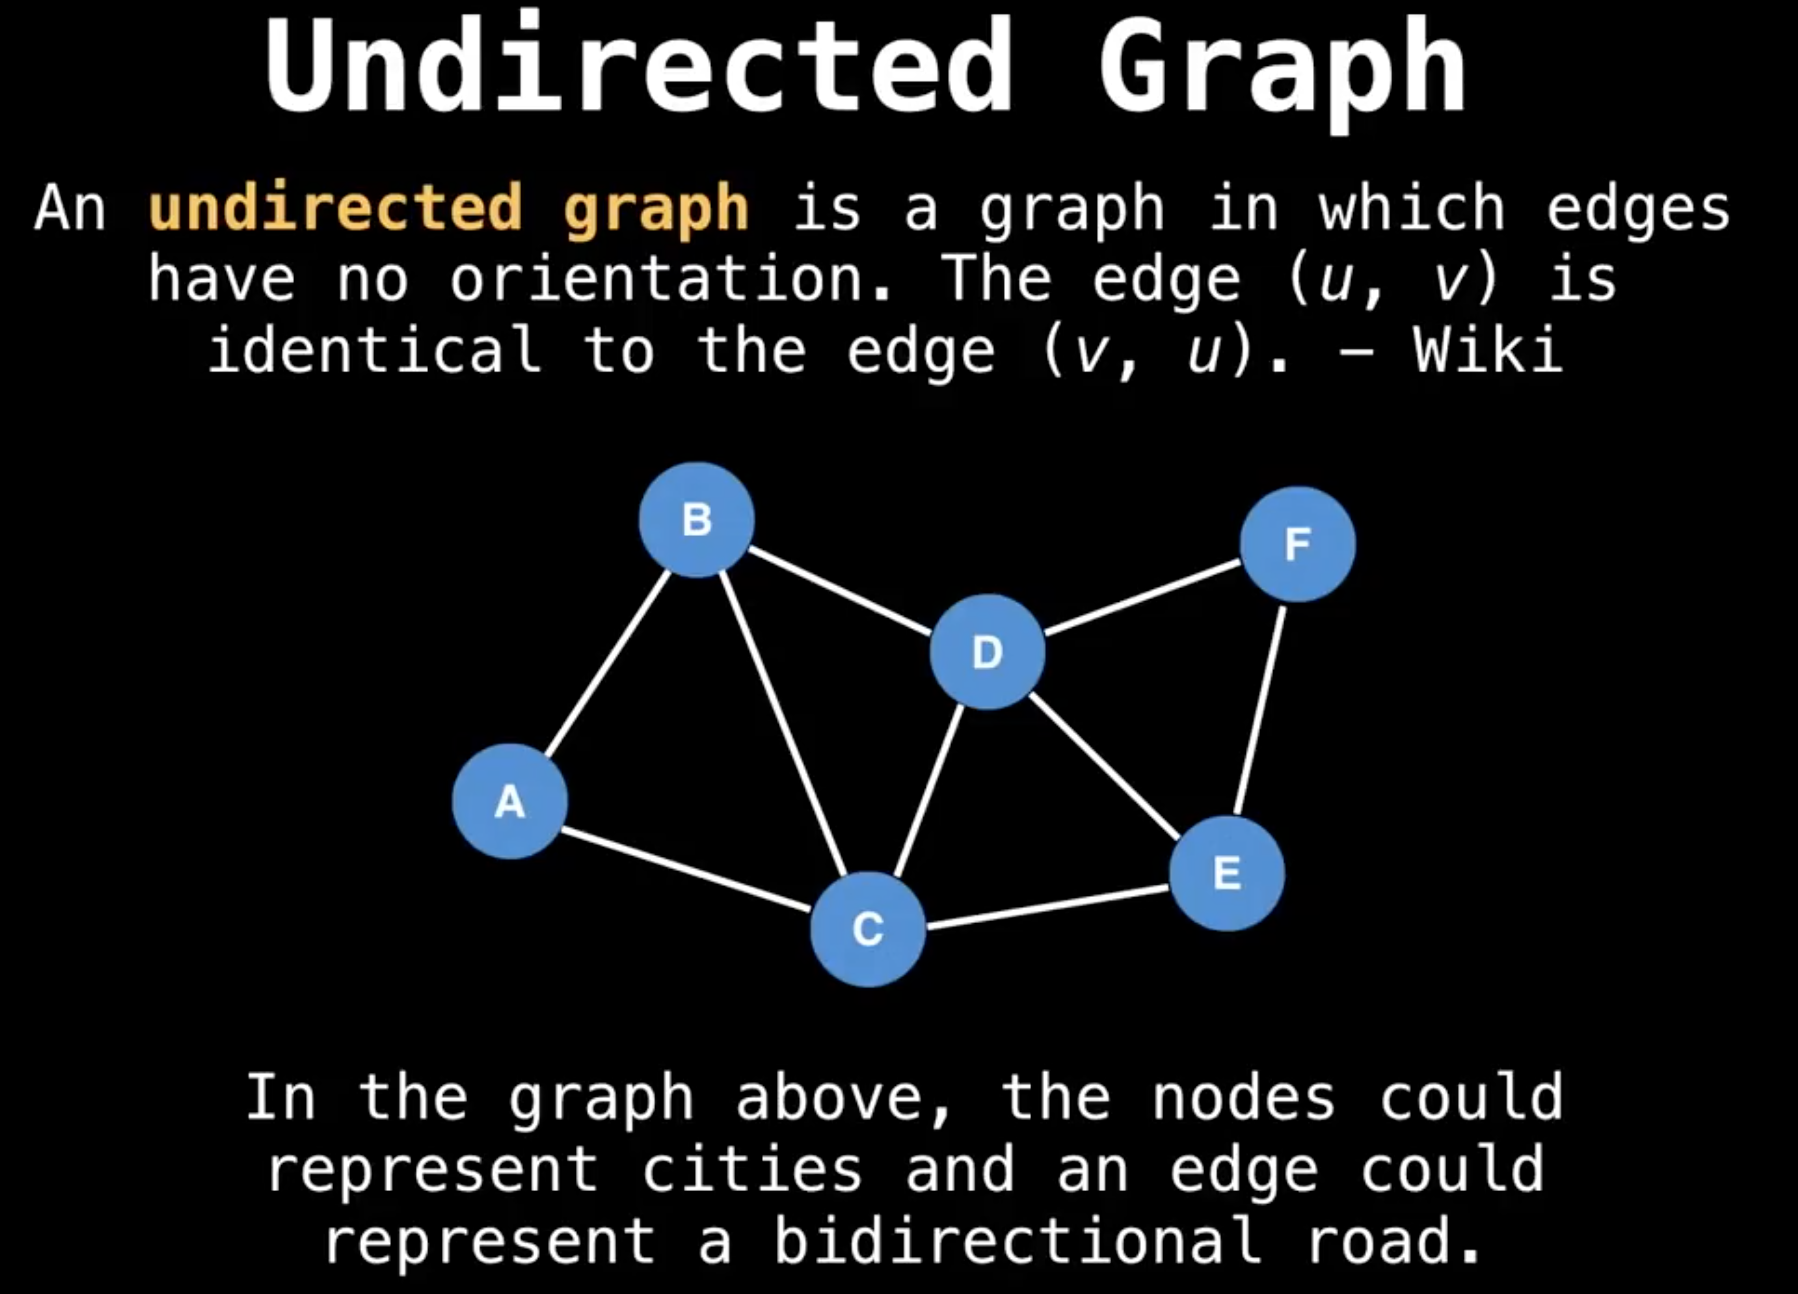 Undirected Graph
An undirected graph is a graph in which edges
have no orientation. The edge (u, v) is
identical to the edge (v, u). – Wiki
B
F
D
A
E
C
In the graph above, the nodes could
represent cities and an edge could
represent a bidirectional road.